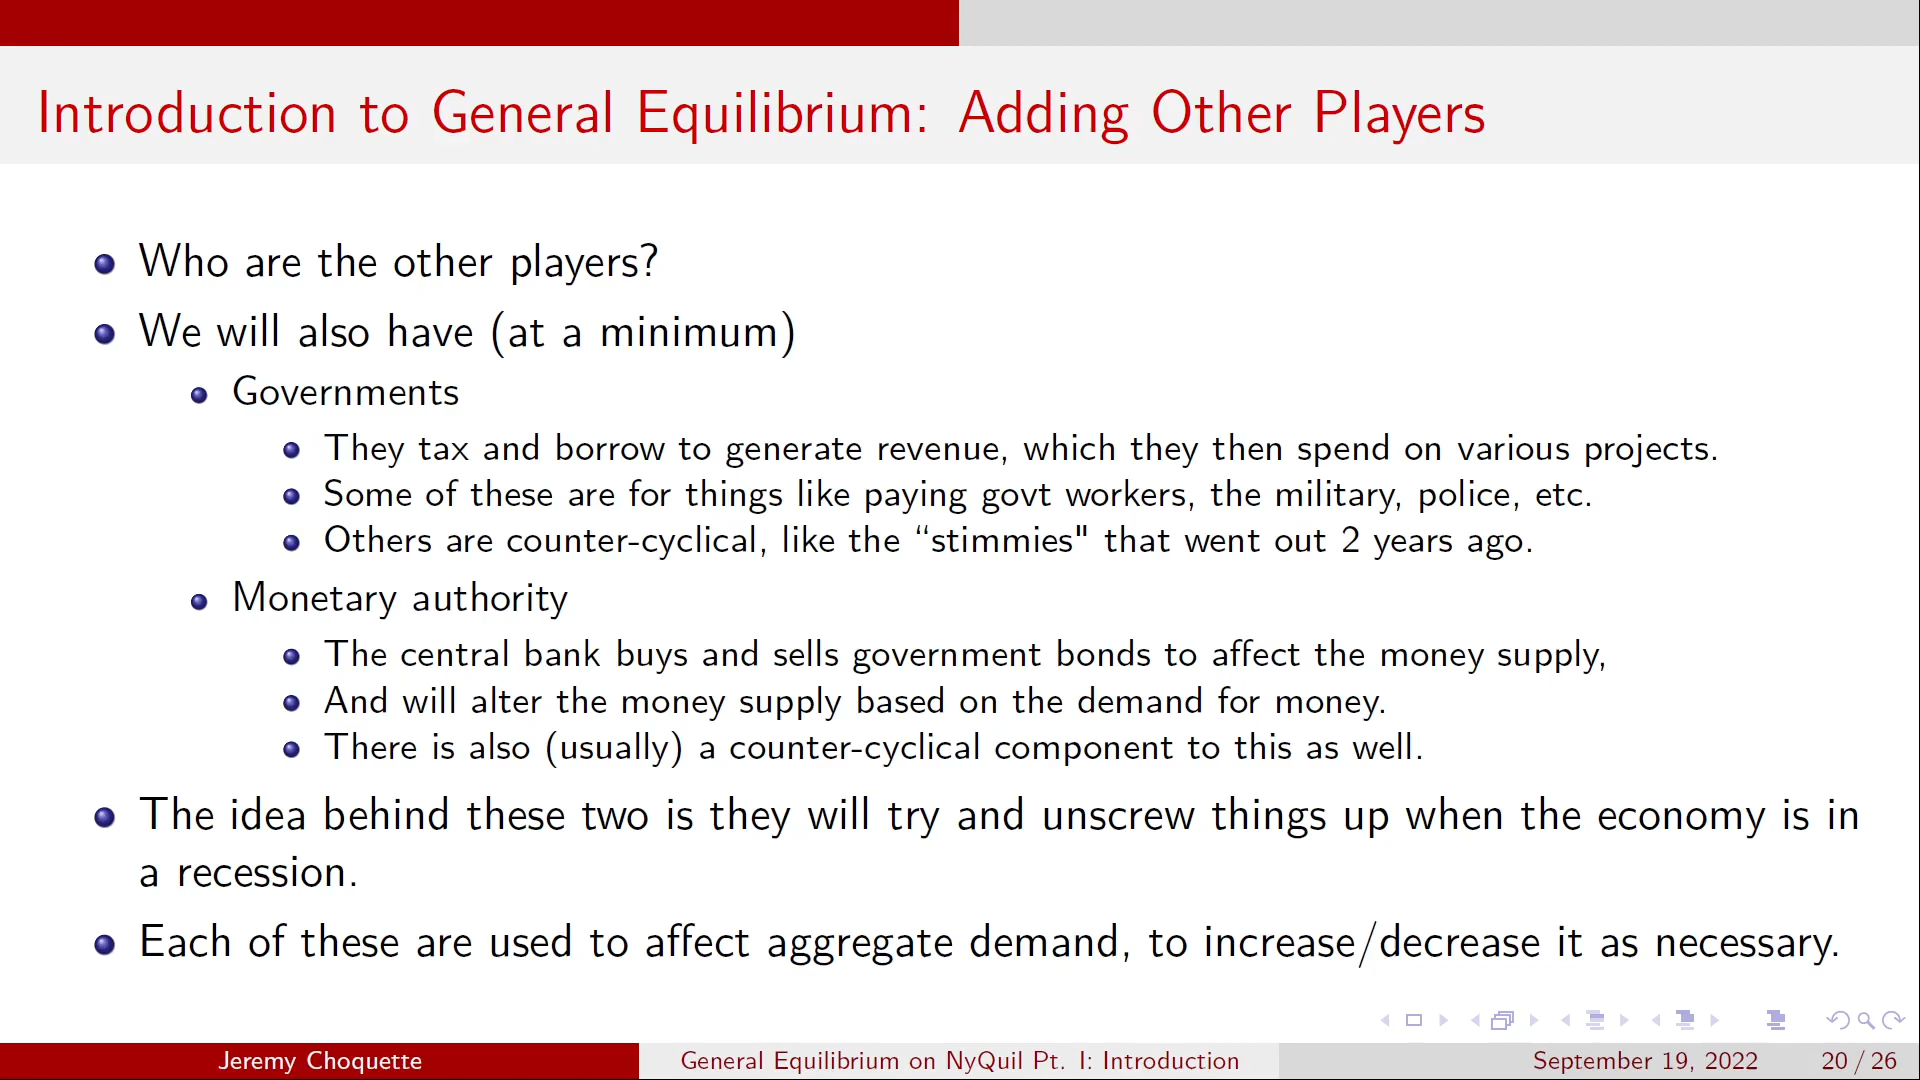 Introduction to General Equilibrium: Adding Other Players
Who are the other players?
We will also have (at a minimum)
Governments
They tax and borrow to generate revenue, which they then spend on various projects.
Some of these are for things like paying govt workers, the military, police, etc.
Others are counter-cyclical, like the “stimmies" that went out 2 years ago.
Monetary authority
The central bank buys and sells government bonds to affect the money supply,
And will alter the money supply based on the demand for money.
There is also (usually) a counter-cyclical component to this as well.
The idea behind these two is they will try and unscrew things up when the economy is in
a recession.
Each of these are used to affect aggregate demand, to increase/decrease it as necessary.
Jeremy Choquette
General Equilibrium on NyQuil Pt. I: Introduction
September 19, 2022
20 / 26